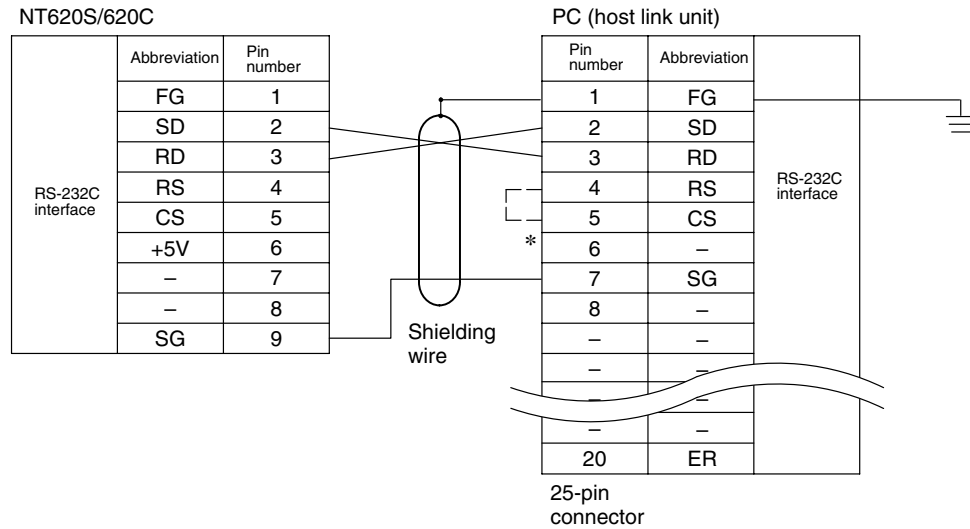 NT620S/620C
PC (host link unit)
Abbreviation Pin number
Pin number Abbreviation
RS-232C interface
FG 1
SD 2
RD 3
RS 4
CS 5
+5V 6
– 7
– 8
SG 9
Shielding
wire
1 FG
2 SD
3 RD
4 RS
5 CS
*
6 –
7 SG
8 –
– –
– –
– –
– –
20 ER
RS-232C
interface
25-pin
connector